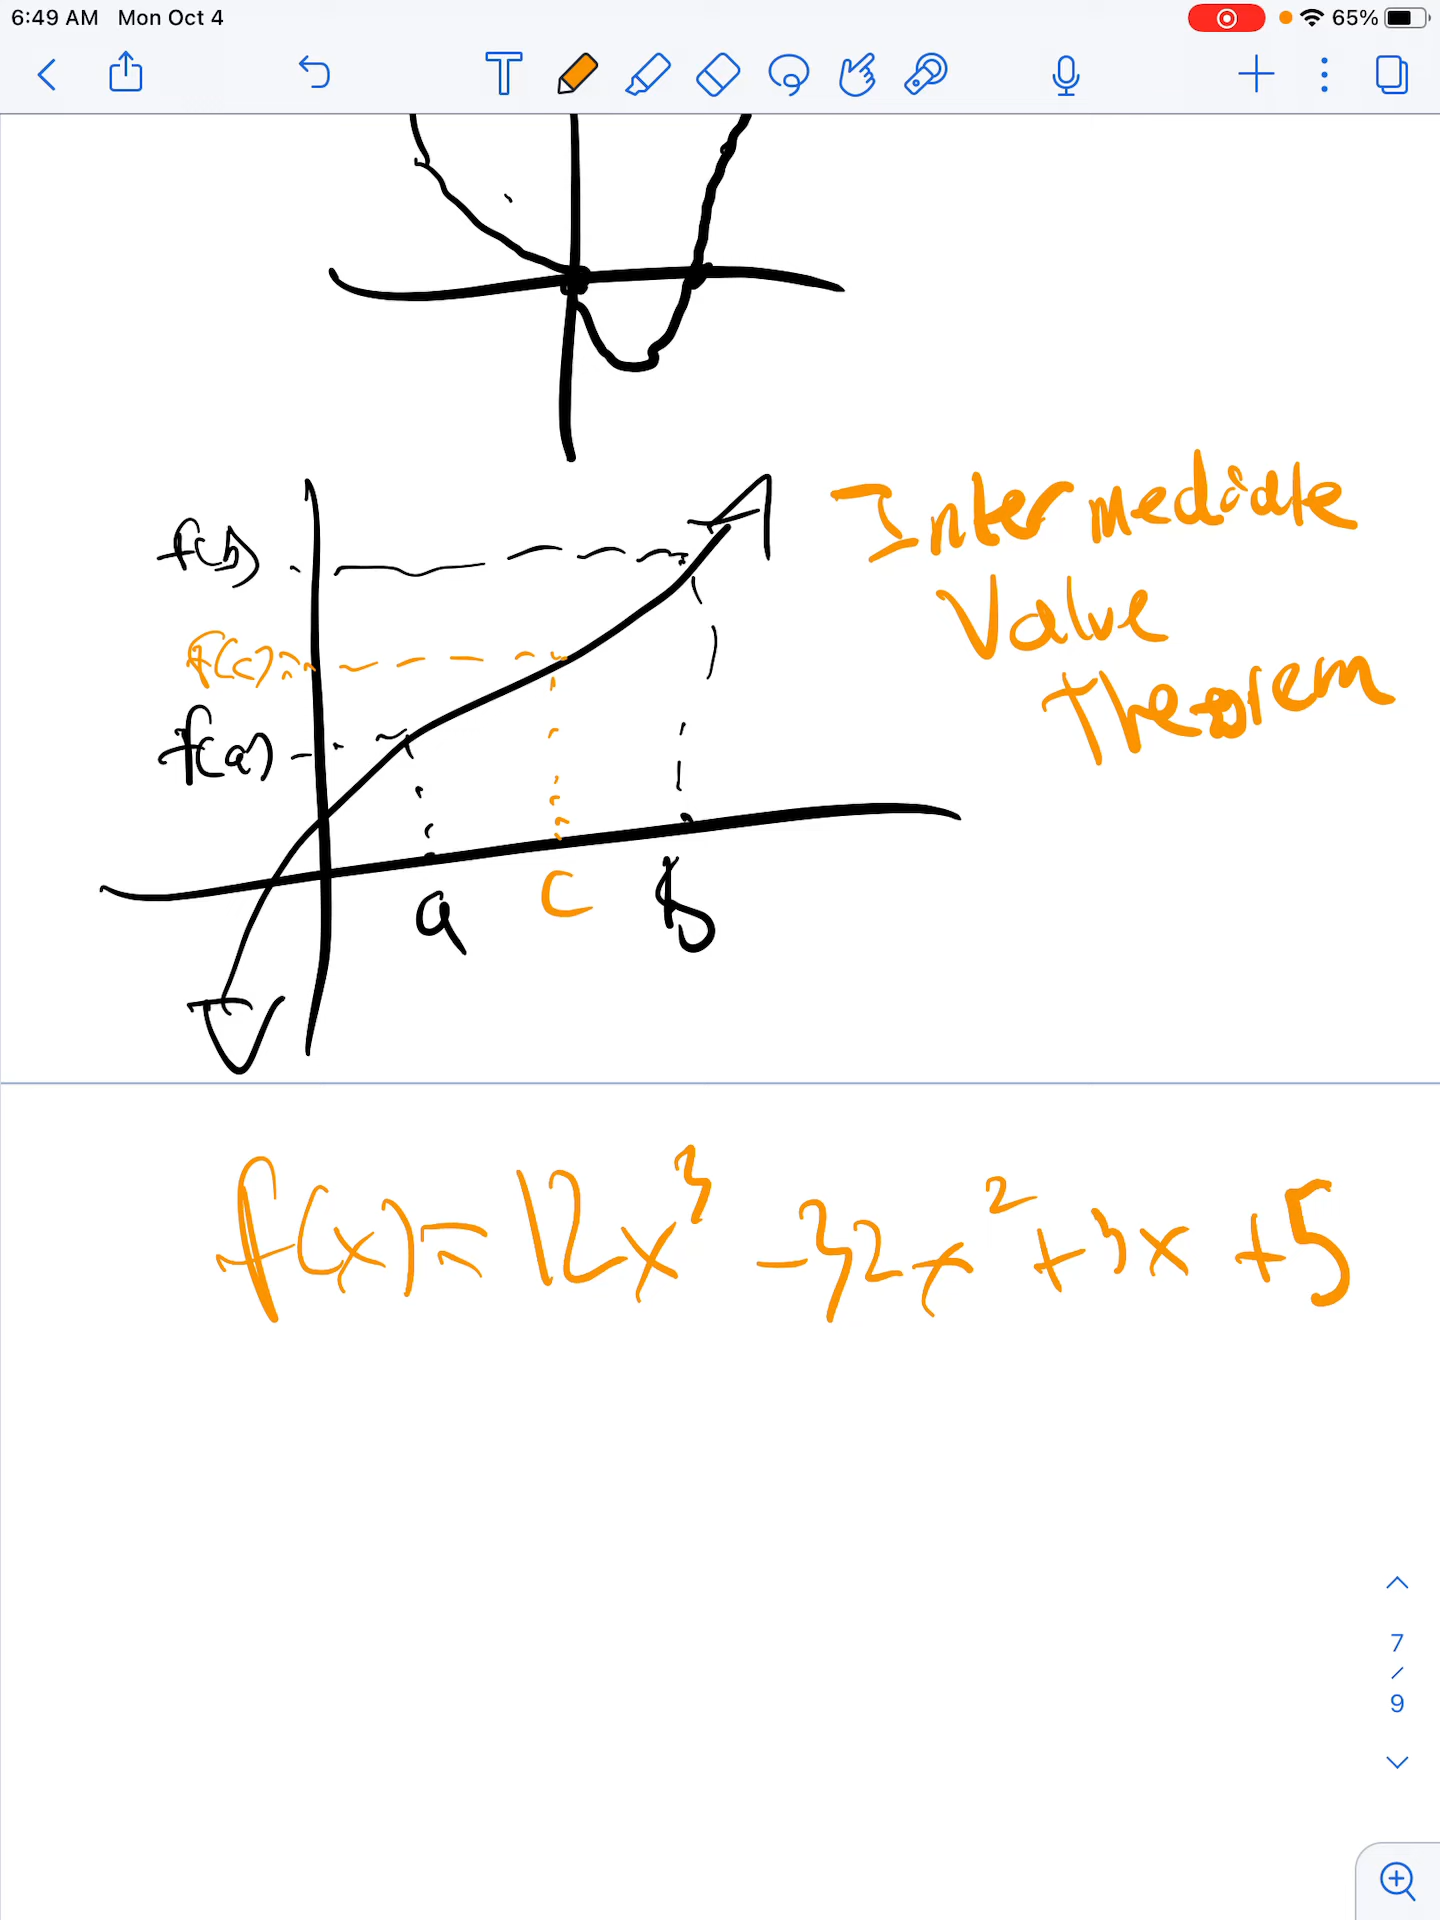 6:49 AM Mon Oct 4
65%
T
Intermediate
f(b)
Value
f(c)
Theorem
f(a)
a
c
b
f(x)=12x³ -32x² +3x +5
7
/
9